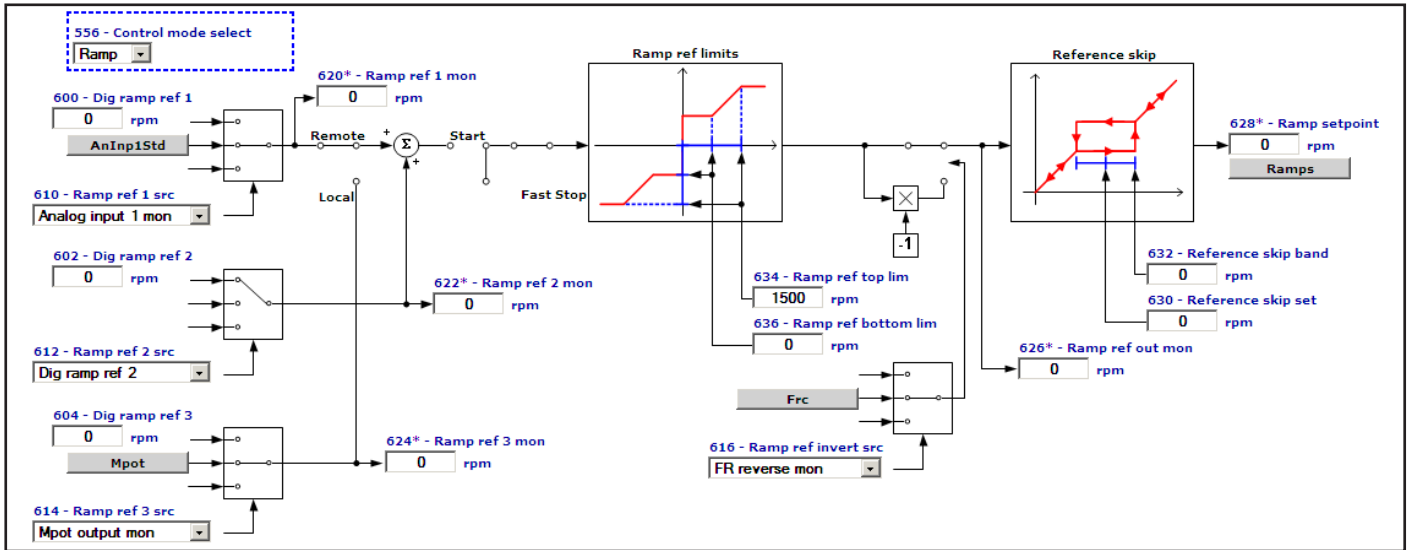 556 - Control mode select
Ramp
600 - Dig ramp ref 1
0 rpm
AnInp1Std
610 - Ramp ref 1 src
Analog input 1 mon
620* - Ramp ref 1 mon
0 rpm
Remote
Local
+
Σ
+
Start
Fast Stop
602 - Dig ramp ref 2
0 rpm
612 - Ramp ref 2 src
Dig ramp ref 2
622* - Ramp ref 2 mon
0 rpm
604 - Dig ramp ref 3
0 rpm
Mpot
614 - Ramp ref 3 src
Mpot output mon
624* - Ramp ref 3 mon
0 rpm
Ramp ref limits
634 - Ramp ref top lim
1500 rpm
636 - Ramp ref bottom lim
0 rpm
×
-1
Frc
616 - Ramp ref invert src
FR reverse mon
Reference skip
628* - Ramp setpoint
0 rpm
Ramps
632 - Reference skip band
0 rpm
630 - Reference skip set
0 rpm
626* - Ramp ref out mon
0 rpm